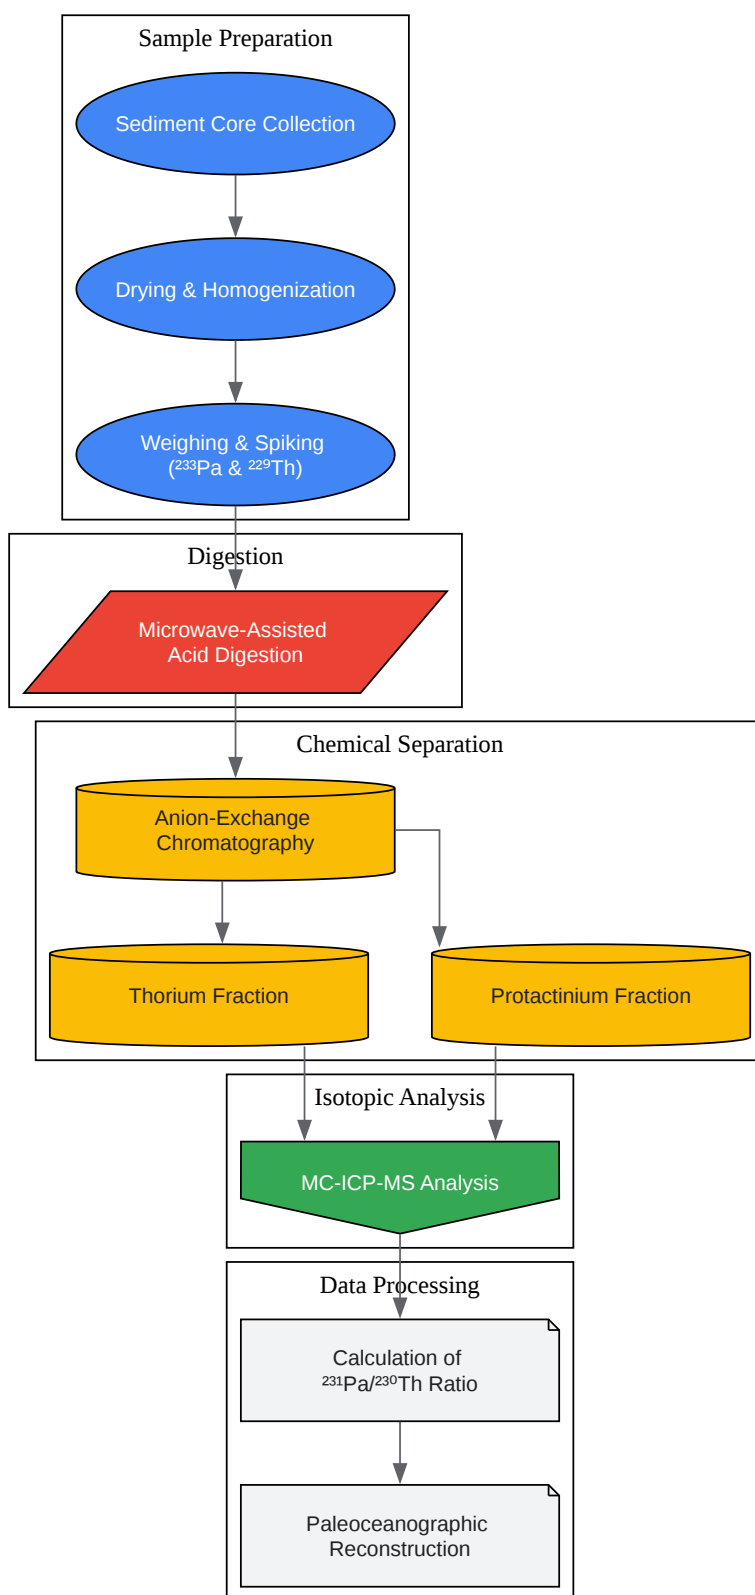 Sample Preparation
Sediment Core Collection
Drying & Homogenization
Weighing & Spiking
(²³³Pa & ²²⁹Th)
Digestion
Microwave-Assisted
Acid Digestion
Chemical Separation
Anion-Exchange
Chromatography
Thorium Fraction
Protactinium Fraction
Isotopic Analysis
MC-ICP-MS Analysis
Data Processing
Calculation of
²³¹Pa/²³⁰Th Ratio
Paleoceanographic
Reconstruction